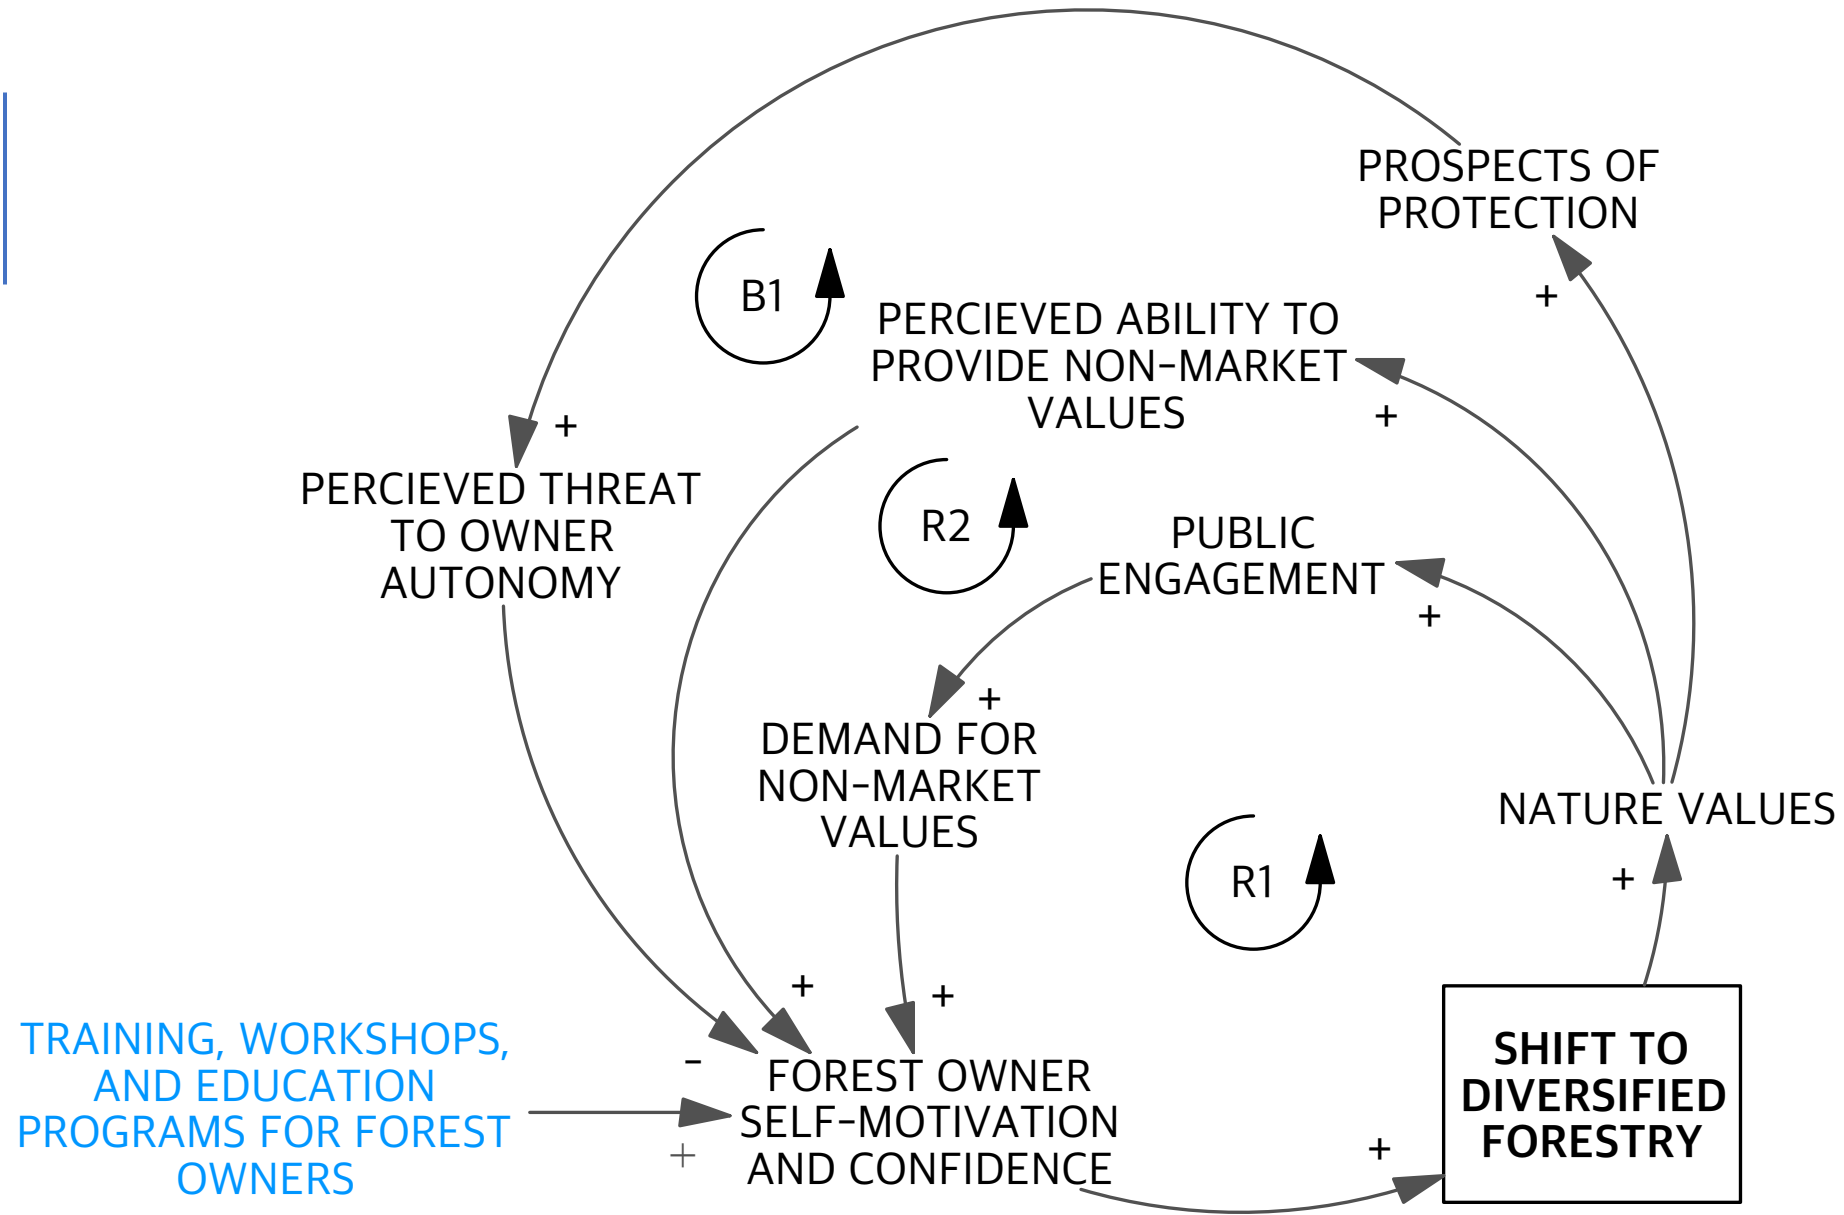 PROSPECTS OF
PROTECTION
+
B1
PERCIEVED ABILITY TO
PROVIDE NON-MARKET
VALUES
+
+
PERCIEVED THREAT
TO OWNER
AUTONOMY
R2
PUBLIC
ENGAGEMENT
+
+
DEMAND FOR
NON-MARKET
VALUES
NATURE VALUES
+
R1
+
+
-
TRAINING, WORKSHOPS,
AND EDUCATION
PROGRAMS FOR FOREST
OWNERS
+
FOREST OWNER
SELF-MOTIVATION
AND CONFIDENCE
+
SHIFT TO
DIVERSIFIED
FORESTRY